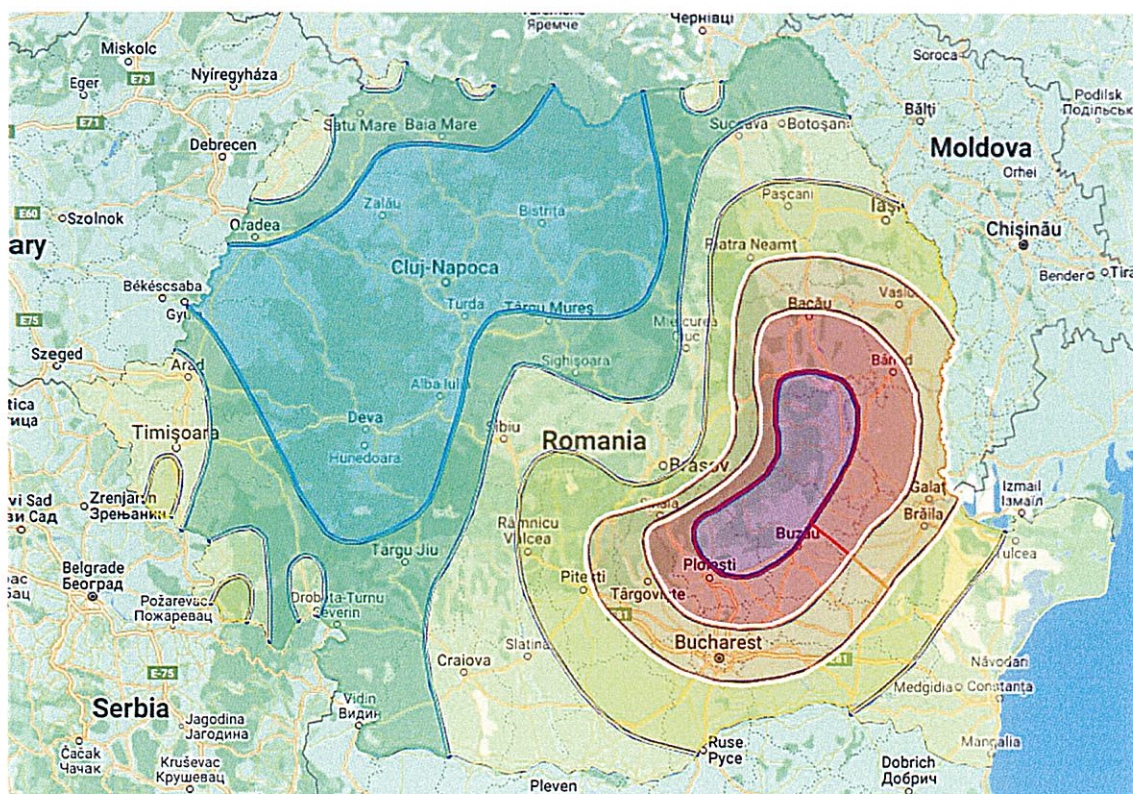 Яремче
Чернівці
Miskolc
Soroca
Eger
E79
Nyíregyháza
Satu Mare
Baia Mare
Suceava
Botoșani
Bălți
Podilsk
Подільськ
E71
Debrecen
Moldova
Orhei
Pașcani
Zalău
Bistrița
Iași
E60
Szolnok
Oradea
Chișinău
ary
Piatra Neamț
Cluj-Napoca
Bender
Békéscsaba
Vaslui
E75
Gyula
Turda
Târgu Mureș
Bacău
Miercurea
Ciuc
Szeged
Arad
Sighișoara
Bârlad
Alba Iulia
Deva
Timișoara
Sibiu
Romania
Hunedoara
Brașov
Izmail
Ізмаїл
vi Sad
ви Сад
Zrenjanin
Зрењанин
Sinaia
Galați
Brăila
Râmnicu
Vâlcea
Buzău
Tulcea
Târgu Jiu
Ploiești
Belgrade
Београд
Pitești
Târgoviște
Požarevac
Пожаревац
Drobeta-Turnu
Severin
E81
Bucharest
Slatina
E81
Craiova
Năvodari
E-75
Medgidia
Constanța
Serbia
Vidin
Видин
Jagodina
Јагодина
Mangalia
Čačak
Чачак
Ruse
Русе
Kruševac
Крушевац
Pleven
Dobrich
Добрич